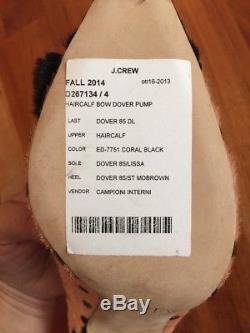 J.CREW
FALL 2014 ott16-2013
D267134 / 4
HAIRCALF BOW DOVER PUMP
LAST DOVER 85 DL
UPPER HAIRCALF
COLOR ED-7751 CORAL BLACK
SOLE DOVER 85/LISSA
HEEL DOVER 85/ST MDBROWN
VENDOR CAMPIONI INTERNI